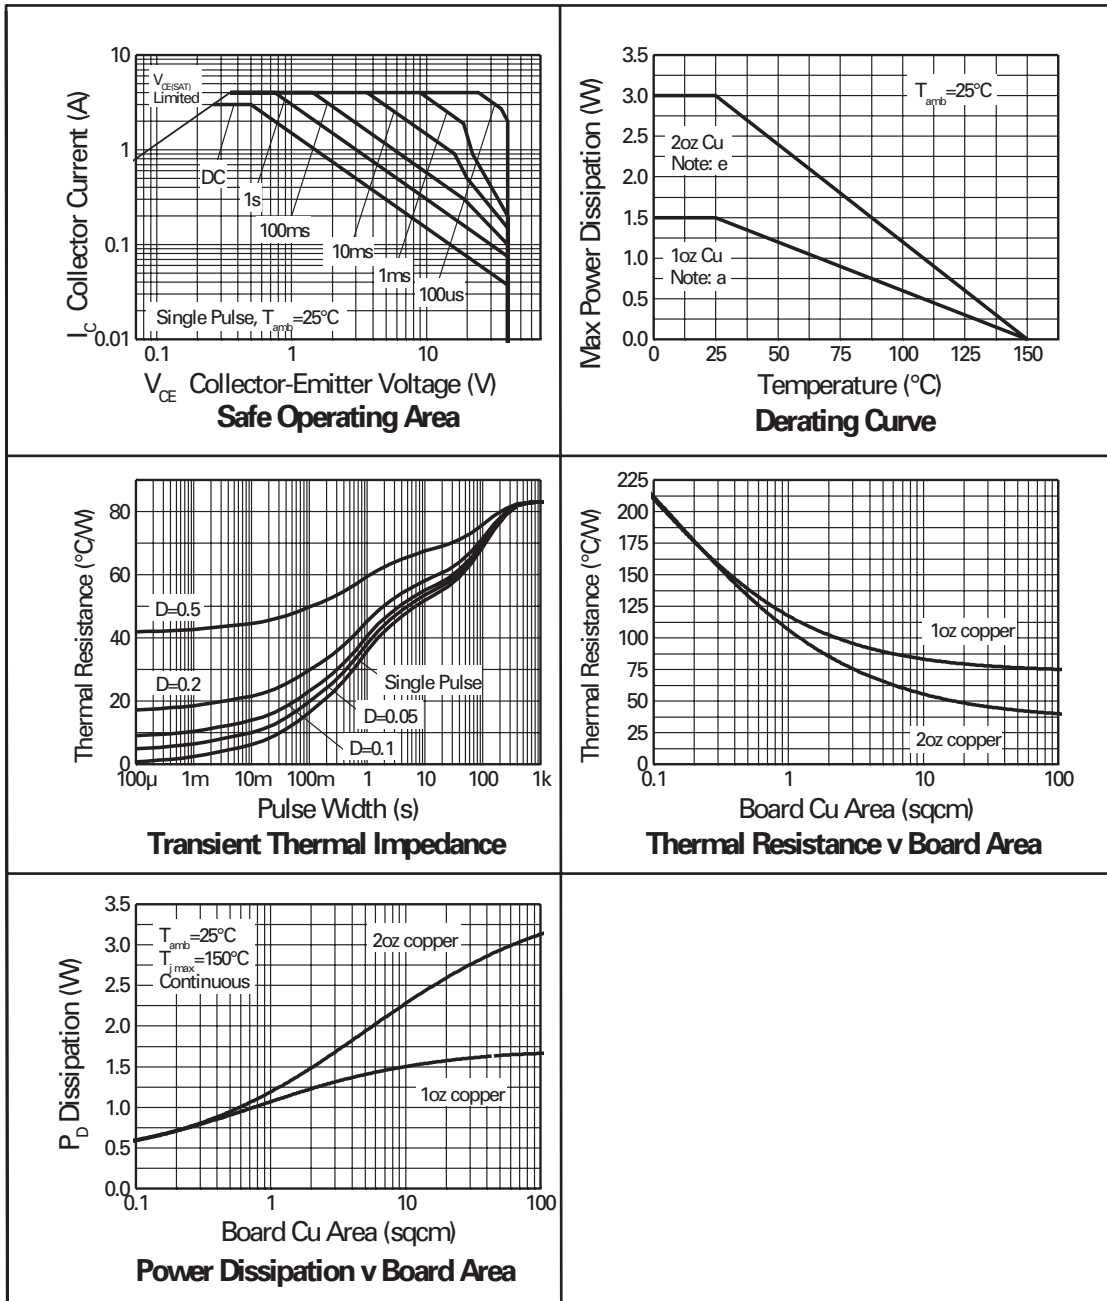 10
1
0.1
0.01
I_C Collector Current (A)
V_CE(SAT)
Limited
DC
1s
100ms
10ms
1ms
100us
Single Pulse, T_amb=25°C
0.1 1 10
V_CE Collector-Emitter Voltage (V)
Safe Operating Area
3.5
3.0
2.5
2.0
1.5
1.0
0.5
0.0
Max Power Dissipation (W)
T_amb=25°C
2oz Cu
Note: e
1oz Cu
Note: a
0 25 50 75 100 125 150
Temperature (°C)
Derating Curve
80
60
40
20
0
Thermal Resistance (°C/W)
D=0.5
D=0.2
Single Pulse
D=0.05
D=0.1
100µ 1m 10m 100m 1 10 100 1k
Pulse Width (s)
Transient Thermal Impedance
225
200
175
150
125
100
75
50
25
0
Thermal Resistance (°C/W)
1oz copper
2oz copper
0.1 1 10 100
Board Cu Area (sqcm)
Thermal Resistance v Board Area
3.5
3.0
2.5
2.0
1.5
1.0
0.5
0.0
P_D Dissipation (W)
T_amb=25°C
T_j max=150°C
Continuous
2oz copper
1oz copper
0.1 1 10 100
Board Cu Area (sqcm)
Power Dissipation v Board Area